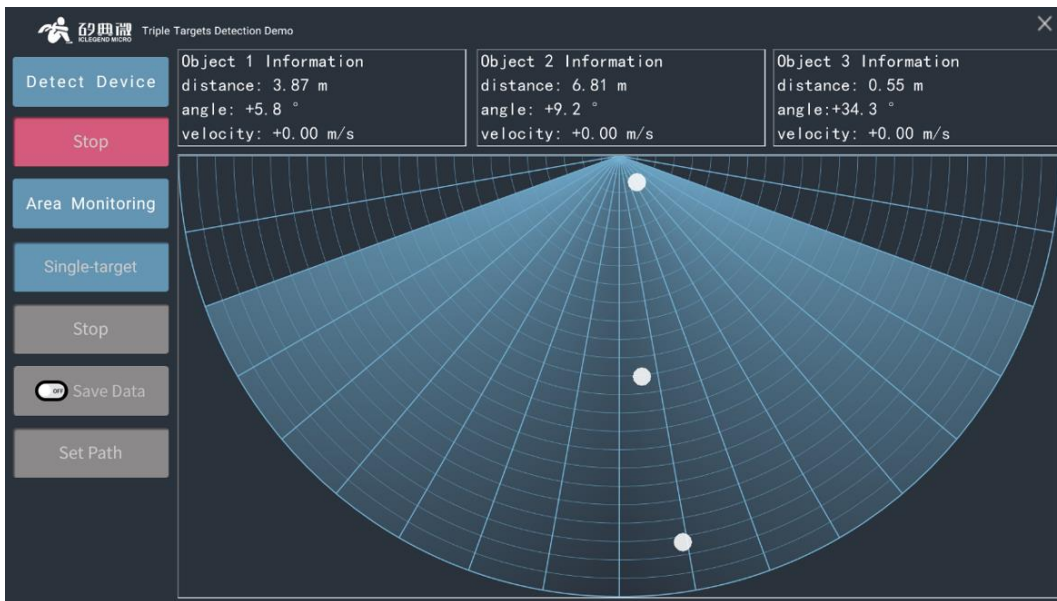 矽典微
ICLEGEND MICRO
Triple Targets Detection Demo
Detect Device
Stop
Area Monitoring
Single-target
Stop
OFF
Save Data
Set Path
Object 1 Information
distance: 3.87 m
angle: +5.8 °
velocity: +0.00 m/s
Object 2 Information
distance: 6.81 m
angle: +9.2 °
velocity: +0.00 m/s
Object 3 Information
distance: 0.55 m
angle:+34.3 °
velocity: +0.00 m/s